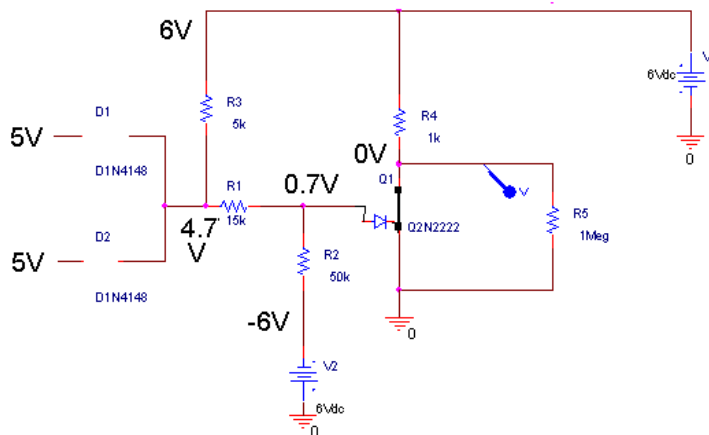 6V
V
6Vdc
D1
R3
5k
R4
1k
5V
0V
Q1
0
D1N4148
R1
0.7V
V
15k
4.7
V
Q2N2222
R5
1Meg
D2
R2
50k
5V
D1N4148
-6V
0
V2
6Vdc
0